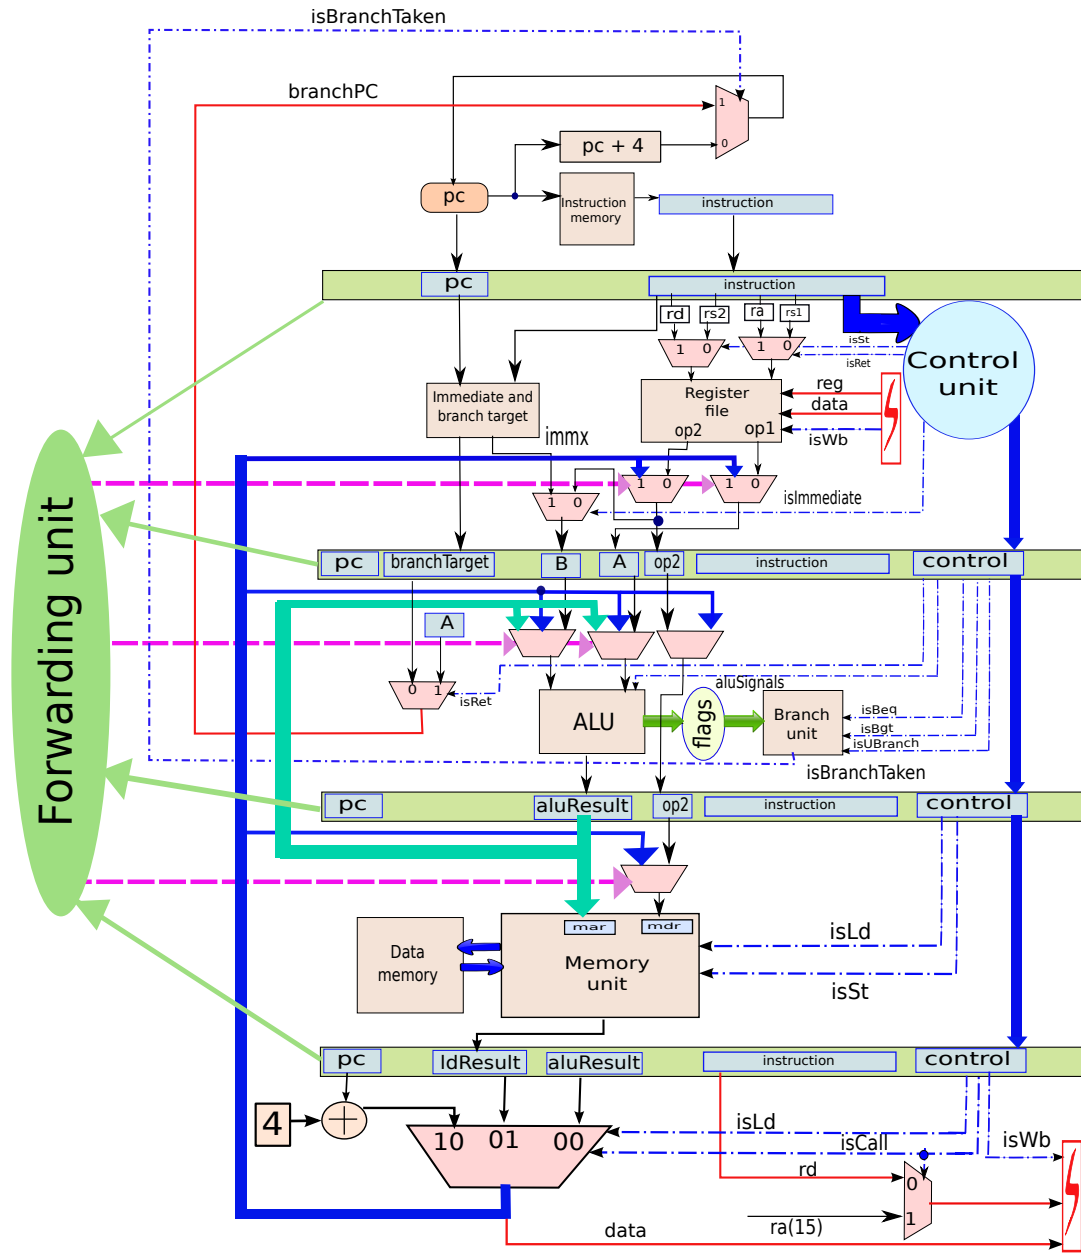 isBranchTaken
branchPC
1
pc + 4
0
pc
Instruction
memory
instruction
pc
instruction
rd
rs2
ra
rs1
isSt
isRet
1 0
1 0
Control
unit
Immediate and
branch target
Register
file
op2
op1
reg
data
isWb
immx
1 0
1 0
1 0
isImmediate
Forwarding unit
pc
branchTarget
B
A
op2
instruction
control
A
0 1
isRet
aluSignals
ALU
flags
Branch
unit
isBeq
isBgt
isUBranch
isBranchTaken
pc
aluResult
op2
instruction
control
mar
mdr
Data
memory
Memory
unit
isLd
isSt
pc
ldResult
aluResult
instruction
control
4
10 01 00
isLd
isCall
isWb
rd
0
1
ra(15)
data